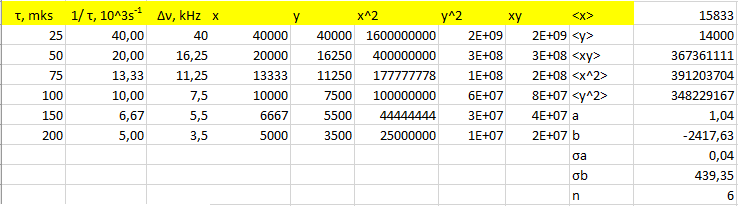 τ, mks 1/ τ, 10^3s⁻¹ Δν, kHz x y x^2 y^2 xy <x> 15833
25 40,00 40 40000 40000 1600000000 2E+09 2E+09 <y> 14000
50 20,00 16,25 20000 16250 400000000 3E+08 3E+08 <xy> 367361111
75 13,33 11,25 13333 11250 177777778 1E+08 2E+08 <x^2> 391203704
100 10,00 7,5 10000 7500 100000000 6E+07 8E+07 <y^2> 348229167
150 6,67 5,5 6667 5500 44444444 3E+07 4E+07 a 1,04
200 5,00 3,5 5000 3500 25000000 1E+07 2E+07 b -2417,63
σa 0,04
σb 439,35
n 6